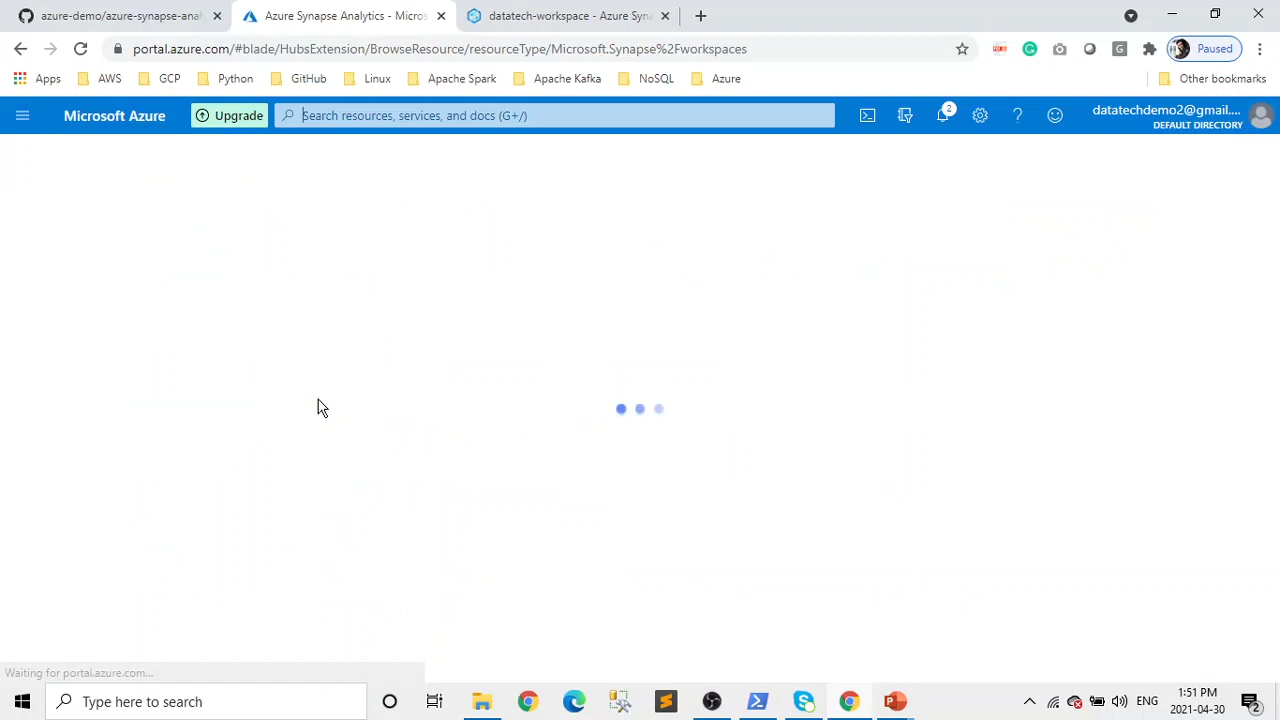 azure-demo/azure-synapse-anal
Azure Synapse Analytics - Micros
datatech-workspace - Azure Syna
portal.azure.com/#blade/HubsExtension/BrowseResource/resourceType/Microsoft.Synapse%2Fworkspaces
Paused
Apps
AWS
GCP
Python
GitHub
Linux
Apache Spark
Apache Kafka
NoSQL
Azure
Other bookmarks
Microsoft Azure
Upgrade
Search resources, services, and docs (G+/)
2
datatechdemo2@gmail....
DEFAULT DIRECTORY
Waiting for portal.azure.com...
Type here to search
ENG
1:51 PM
2021-04-30
2